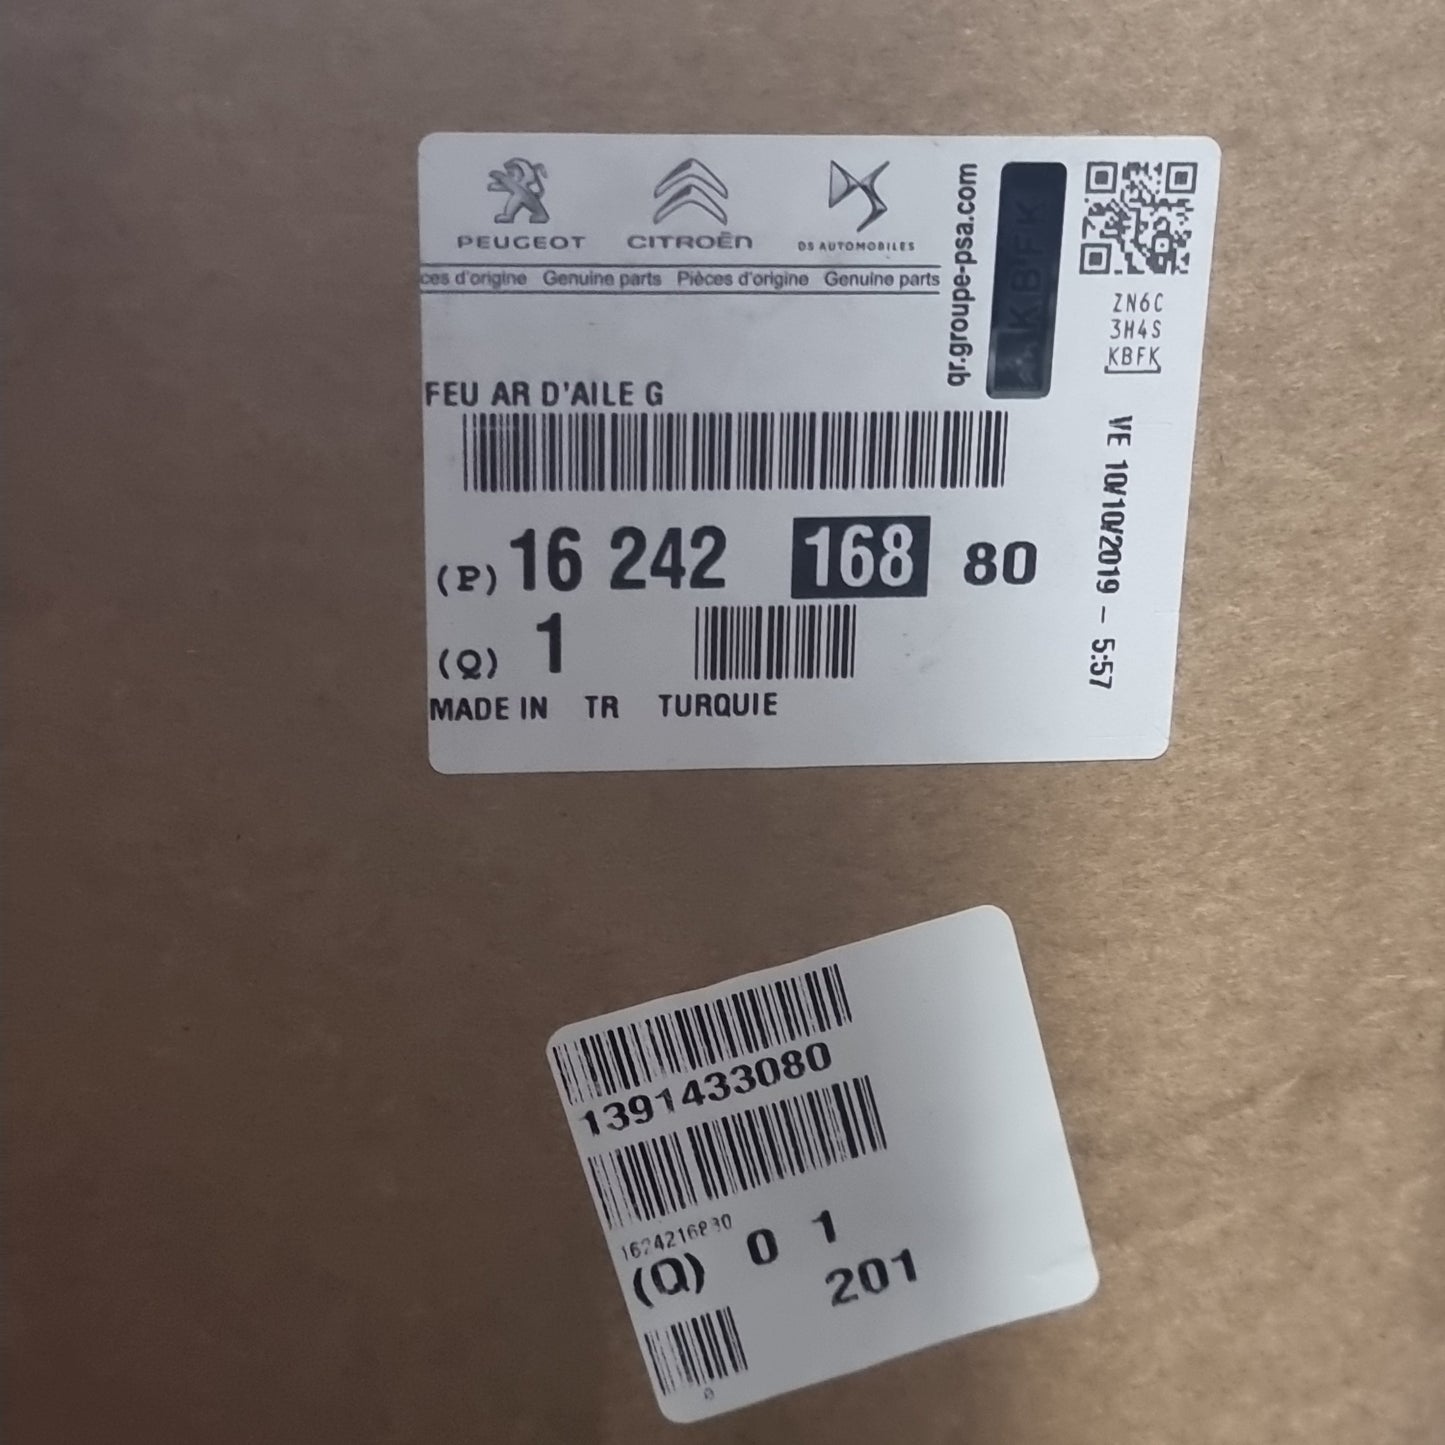 PEUGEOT CITROËN DS AUTOMOBILES
ces d'origine Genuine parts Pièces d'origine Genuine parts
qr.groupe-psa.com
KBFK
ZN6C
3H4S
KBFK
FEU AR D'AILE G
(P) 16 242 168 80
(Q) 1
MADE IN TR TURQUIE
VE 10/10/2019 - 5:57
1391433080
1624216880
(Q) 0 1
201
0